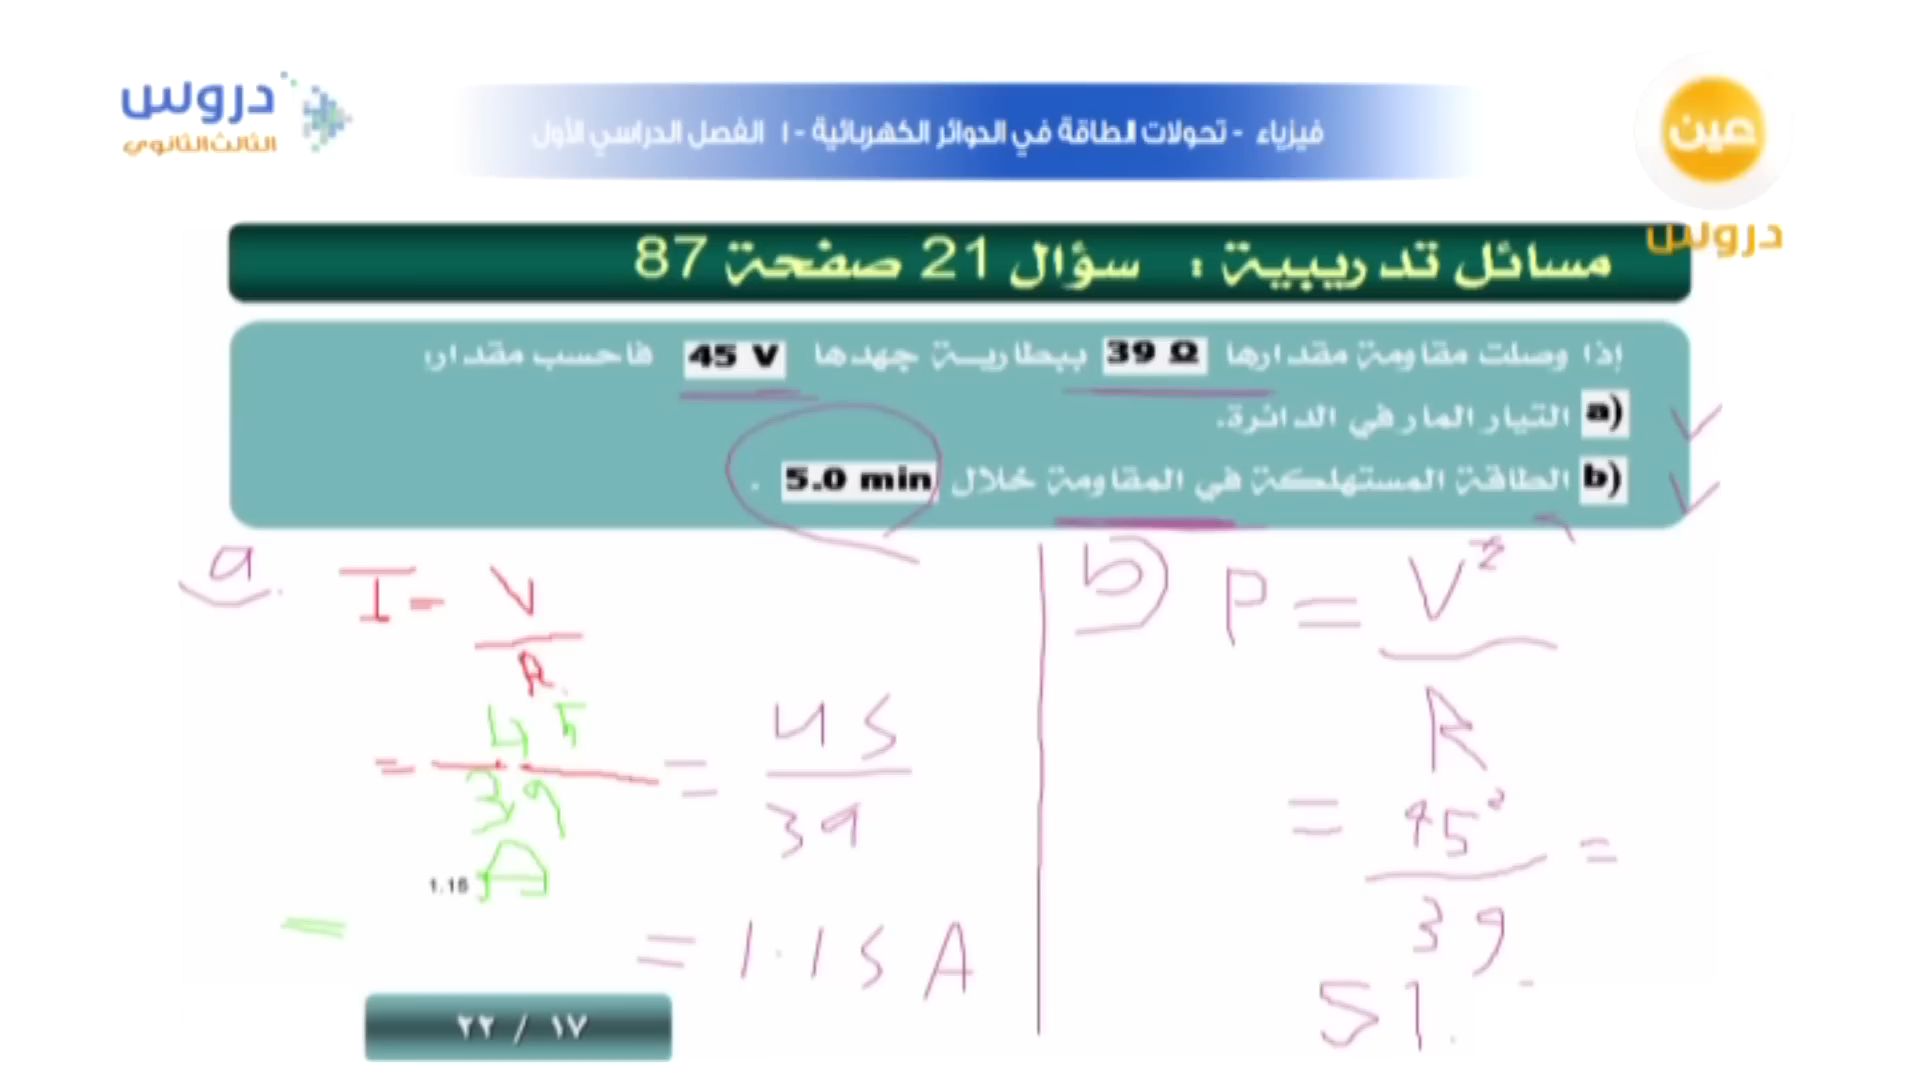 دروس
الثالث الثانوي
فيزياء - تحولات الطاقة في الدوائر الكهربائية - ١ الفصل الدراسي الأول
عين
دروس
مسائل تدريبية : سؤال 21 صفحة 87
إذا وصلت مقاومة مقدارها 39 Ω ببطارية جهدها 45 V فاحسب مقدار:
a) التيار المار في الدائرة.
b) الطاقة المستهلكة في المقاومة خلال 5.0 min .
a
I = V
R
= 45
39
= 45
39
1.15
=
= 1.15 A
b) P = V²
R
= 45² =
39
51.
١٧ / ٢٢